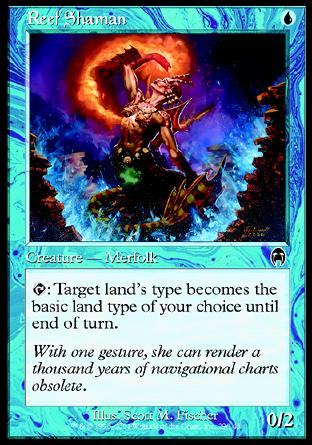 Reef Shaman
Creature — Merfolk
: Target land's type becomes the
basic land type of your choice until
end of turn.
With one gesture, she can render a
thousand years of navigational charts
obsolete.
Illus. Scott M. Fischer
0/2